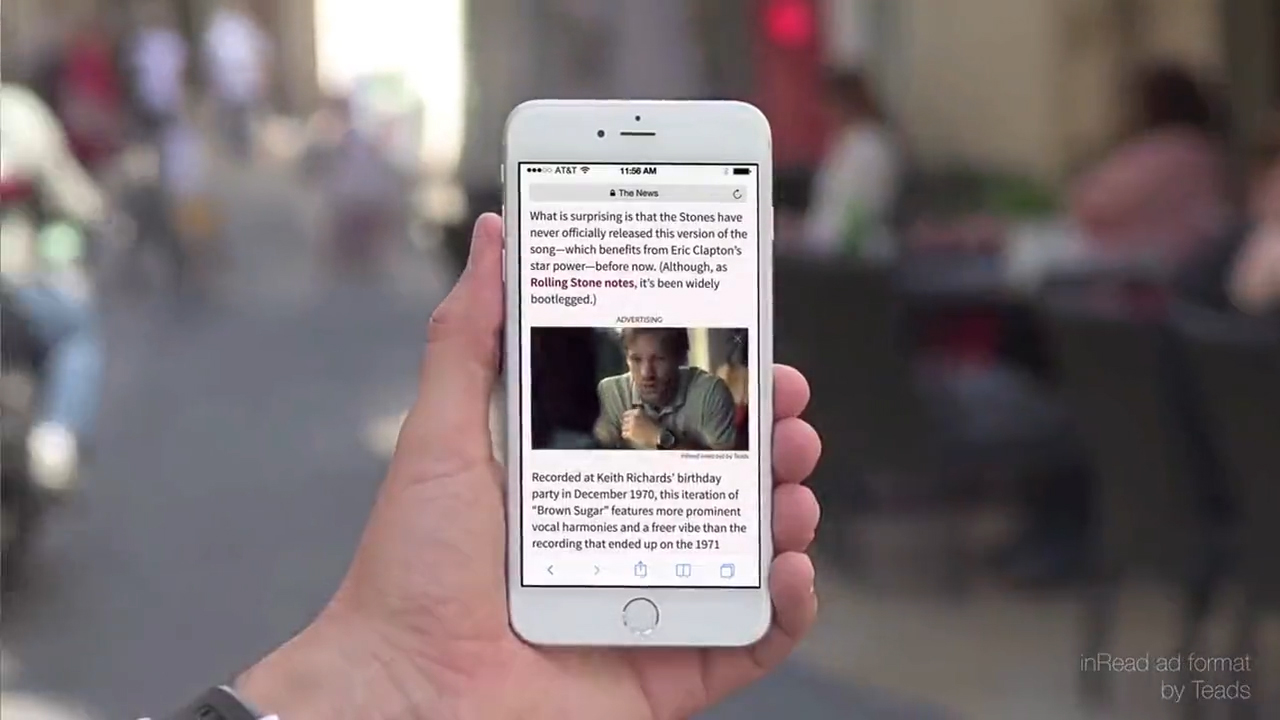 AT&T 11:56 AM
The News
What is surprising is that the Stones have
never officially released this version of the
song—which benefits from Eric Clapton's
star power—before now. (Although, as
Rolling Stone notes, it's been widely
bootlegged.)
ADVERTISING
inRead invented by Teads
Recorded at Keith Richards' birthday
party in December 1970, this iteration of
“Brown Sugar” features more prominent
vocal harmonies and a freer vibe than the
recording that ended up on the 1971
inRead ad format
by Teads